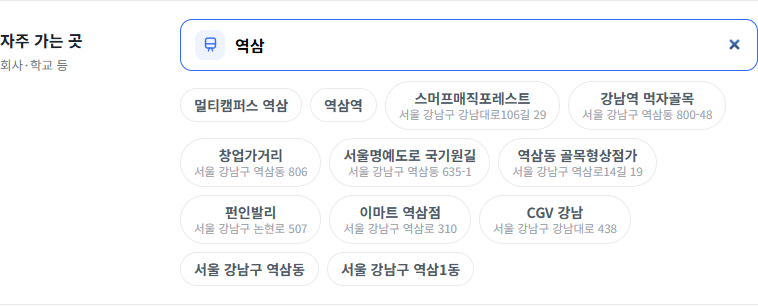 자주 가는 곳
회사·학교 등
역삼
멀티캠퍼스 역삼
역삼역
스머프매직포레스트
서울 강남구 강남대로106길 29
강남역 먹자골목
서울 강남구 역삼동 800-48
창업가거리
서울 강남구 역삼동 806
서울명예도로 국기원길
서울 강남구 역삼동 635-1
역삼동 골목형상점가
서울 강남구 역삼로14길 19
펀인발리
서울 강남구 논현로 507
이마트 역삼점
서울 강남구 역삼로 310
CGV 강남
서울 강남구 강남대로 438
서울 강남구 역삼동
서울 강남구 역삼1동